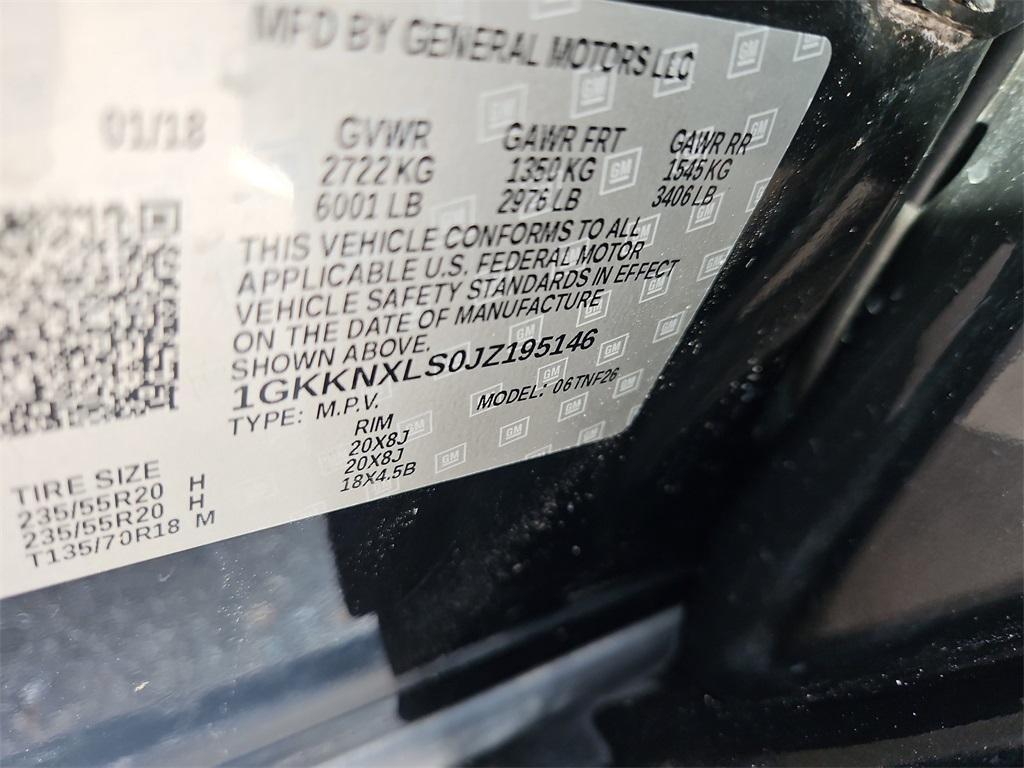 MFD BY GENERAL MOTORS LLC
01/18
GVWR GAWR FRT GAWR RR
2722 KG 1350 KG 1545 KG
6001 LB 2976 LB 3406 LB
THIS VEHICLE CONFORMS TO ALL
APPLICABLE U.S. FEDERAL MOTOR
VEHICLE SAFETY STANDARDS IN EFFECT
ON THE DATE OF MANUFACTURE
SHOWN ABOVE.
1GKKNXLS0JZ195146
TYPE: M.P.V. MODEL: 06TNF26
TIRE SIZE RIM
235/55R20 H 20X8J
235/55R20 H 20X8J
T135/70R18 M 18X4.5B